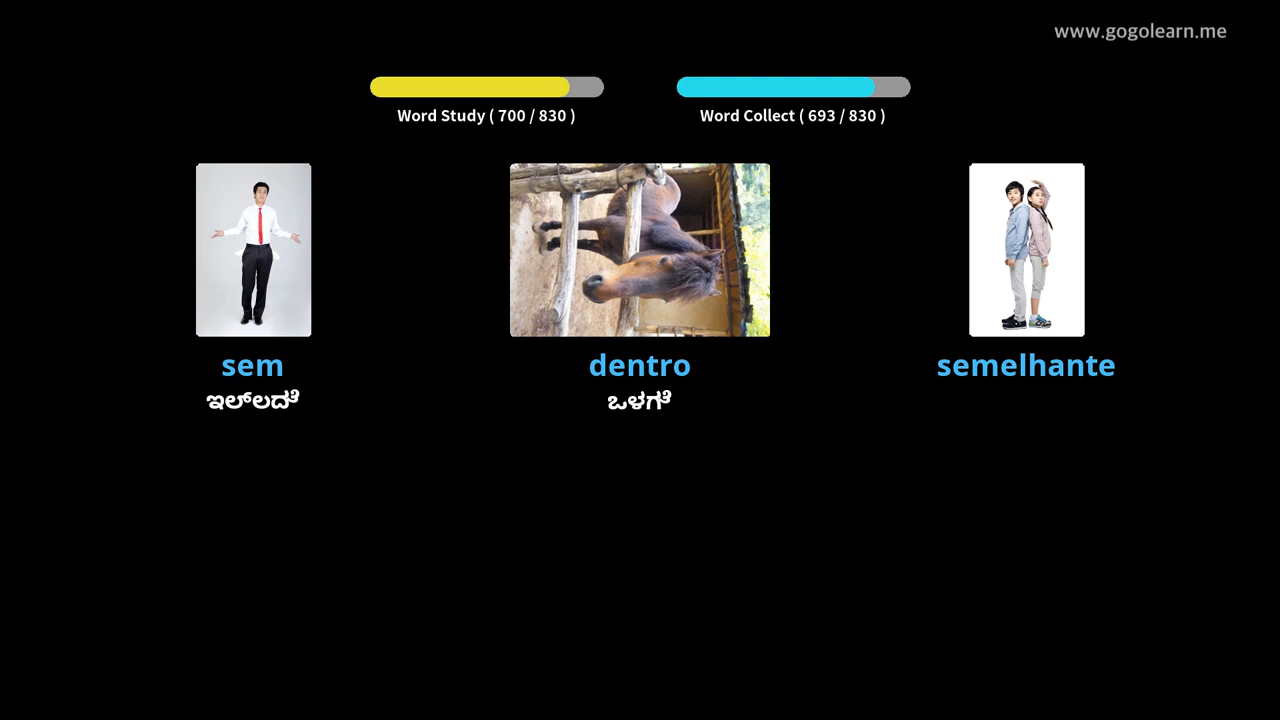 www.gogolearn.me
Word Study ( 700 / 830 )
Word Collect ( 693 / 830 )
sem
dentro
semelhante
ಇಲ್ಲದೆ
ಒಳಗೆ